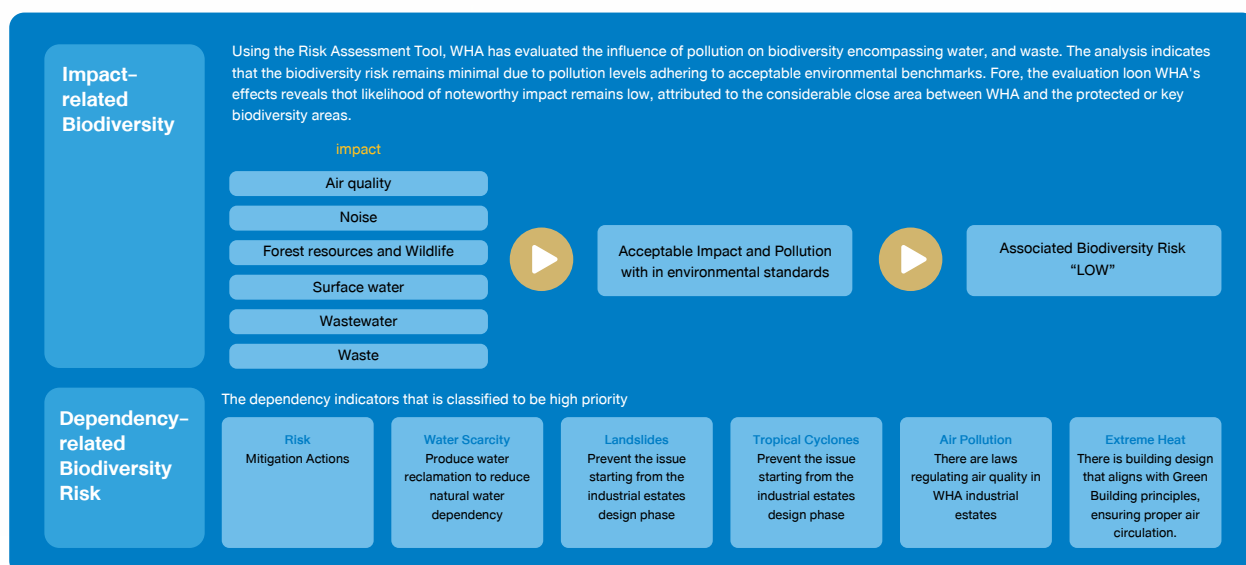 Impact–
related
Biodiversity
Using the Risk Assessment Tool, WHA has evaluated the influence of pollution on biodiversity encompassing water, and waste. The analysis indicates
that the biodiversity risk remains minimal due to pollution levels adhering to acceptable environmental benchmarks. Fore, the evaluation loon WHA's
effects reveals thot likelihood of noteworthy impact remains low, attributed to the considerable close area between WHA and the protected or key
biodiversity areas.
impact
Air quality
Noise
Forest resources and Wildlife
Surface water
Wastewater
Waste
Acceptable Impact and Pollution
with in environmental standards
Associated Biodiversity Risk
“LOW”
Dependency–
related
Biodiversity
Risk
The dependency indicators that is classified to be high priority
Risk
Mitigation Actions
Water Scarcity
Produce water
reclamation to reduce
natural water
dependency
Landslides
Prevent the issue
starting from the
industrial estates
design phase
Tropical Cyclones
Prevent the issue
starting from the
industrial estates
design phase
Air Pollution
There are laws
regulating air quality in
WHA industrial
estates
Extreme Heat
There is building design
that aligns with Green
Building principles,
ensuring proper air
circulation.